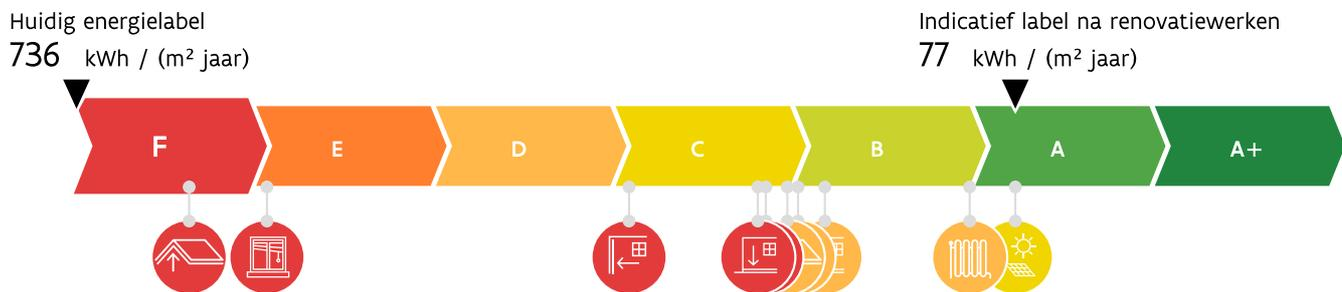 Huidig energielabel
736 kWh / (m² jaar)
Indicatief label na renovatiewerken
77 kWh / (m² jaar)
F E D C B A A+